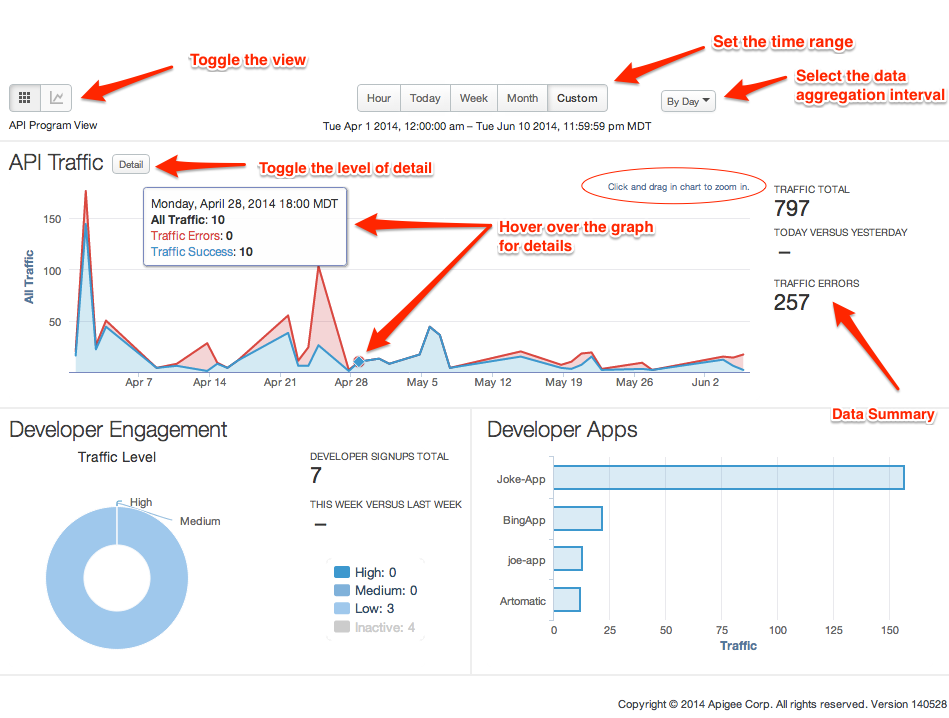 Toggle the view
Set the time range
Select the data
aggregation interval
Hour Today Week Month Custom
By Day
API Program View
Tue Apr 1 2014, 12:00:00 am – Tue Jun 10 2014, 11:59:59 pm MDT
API Traffic
Detail
Toggle the level of detail
Click and drag in chart to zoom in.
Monday, April 28, 2014 18:00 MDT
All Traffic: 10
Traffic Errors: 0
Traffic Success: 10
Hover over the graph
for details
TRAFFIC TOTAL
797
TODAY VERSUS YESTERDAY
–
TRAFFIC ERRORS
257
Data Summary
All Traffic
150
100
50
Apr 7 Apr 14 Apr 21 Apr 28 May 5 May 12 May 19 May 26 Jun 2
Developer Engagement
Traffic Level
High
Medium
DEVELOPER SIGNUPS TOTAL
7
THIS WEEK VERSUS LAST WEEK
–
High: 0
Medium: 0
Low: 3
Inactive: 4
Developer Apps
Joke-App
BingApp
joe-app
Artomatic
0 25 50 75 100 125 150
Traffic
Copyright © 2014 Apigee Corp. All rights reserved. Version 140528